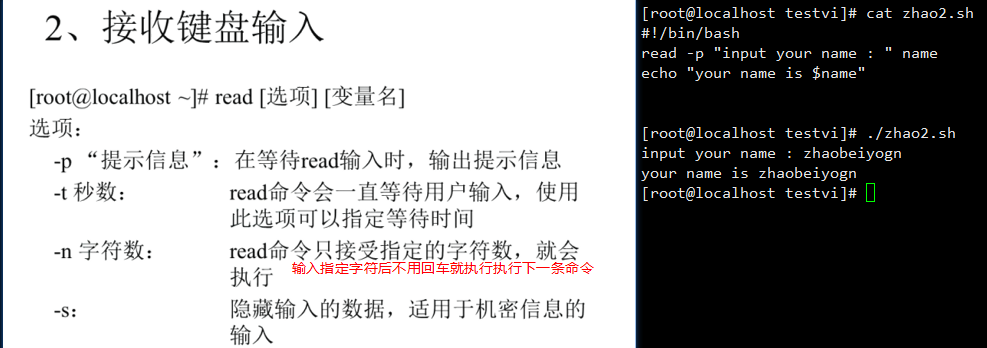 2、接收键盘输入
[root@localhost ~]# read [选项] [变量名]
选项：
-p “提示信息”：在等待read输入时，输出提示信息
-t 秒数： read命令会一直等待用户输入，使用
此选项可以指定等待时间
-n 字符数： read命令只接受指定的字符数，就会
执行
输入指定字符后不用回车就执行执行下一条命令
-s： 隐藏输入的数据，适用于机密信息的
输入
[root@localhost testvi]# cat zhao2.sh
#!/bin/bash
read -p "input your name : " name
echo "your name is $name"
[root@localhost testvi]# ./zhao2.sh
input your name : zhaobeiyogn
your name is zhaobeiyogn
[root@localhost testvi]#